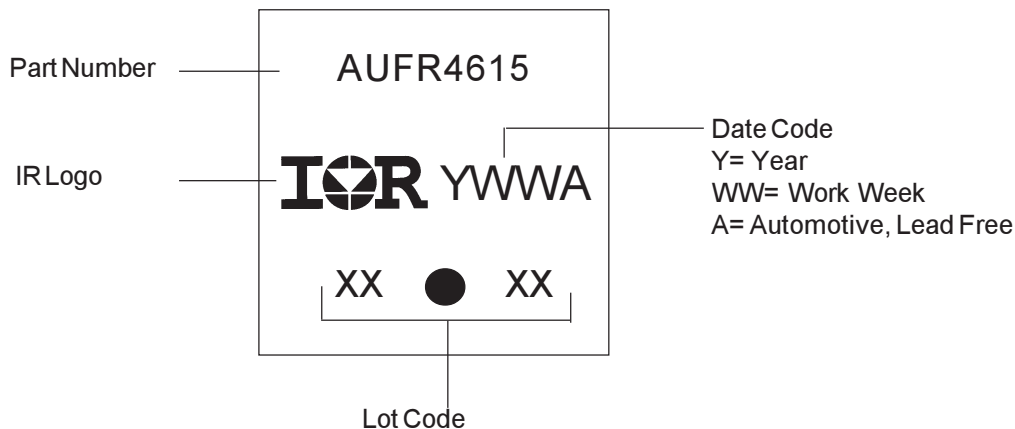 Part Number
AUFR4615
IR Logo
IOR YWWA
Date Code
Y= Year
WW= Work Week
A= Automotive, Lead Free
XX XX
Lot Code